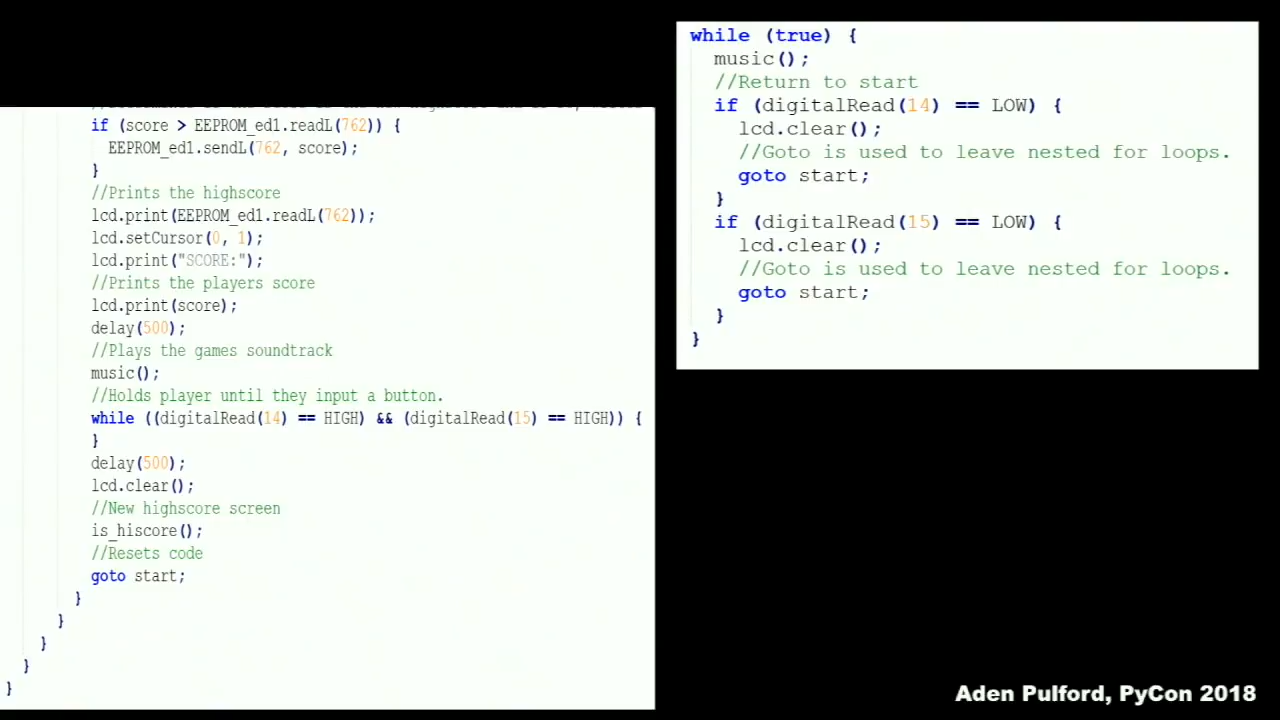 if (score > EEPROM_ed1.readL(762)) {
EEPROM_ed1.sendL(762, score);
}
//Prints the highscore
lcd.print(EEPROM_ed1.readL(762));
lcd.setCursor(0, 1);
lcd.print("SCORE:");
//Prints the players score
lcd.print(score);
delay(500);
//Plays the games soundtrack
music();
//Holds player until they input a button.
while ((digitalRead(14) == HIGH) && (digitalRead(15) == HIGH)) {
}
delay(500);
lcd.clear();
//New highscore screen
is_hiscore();
//Resets code
goto start;
}
}
}
}
}
while (true) {
music();
//Return to start
if (digitalRead(14) == LOW) {
lcd.clear();
//Goto is used to leave nested for loops.
goto start;
}
if (digitalRead(15) == LOW) {
lcd.clear();
//Goto is used to leave nested for loops.
goto start;
}
}
Aden Pulford, PyCon 2018